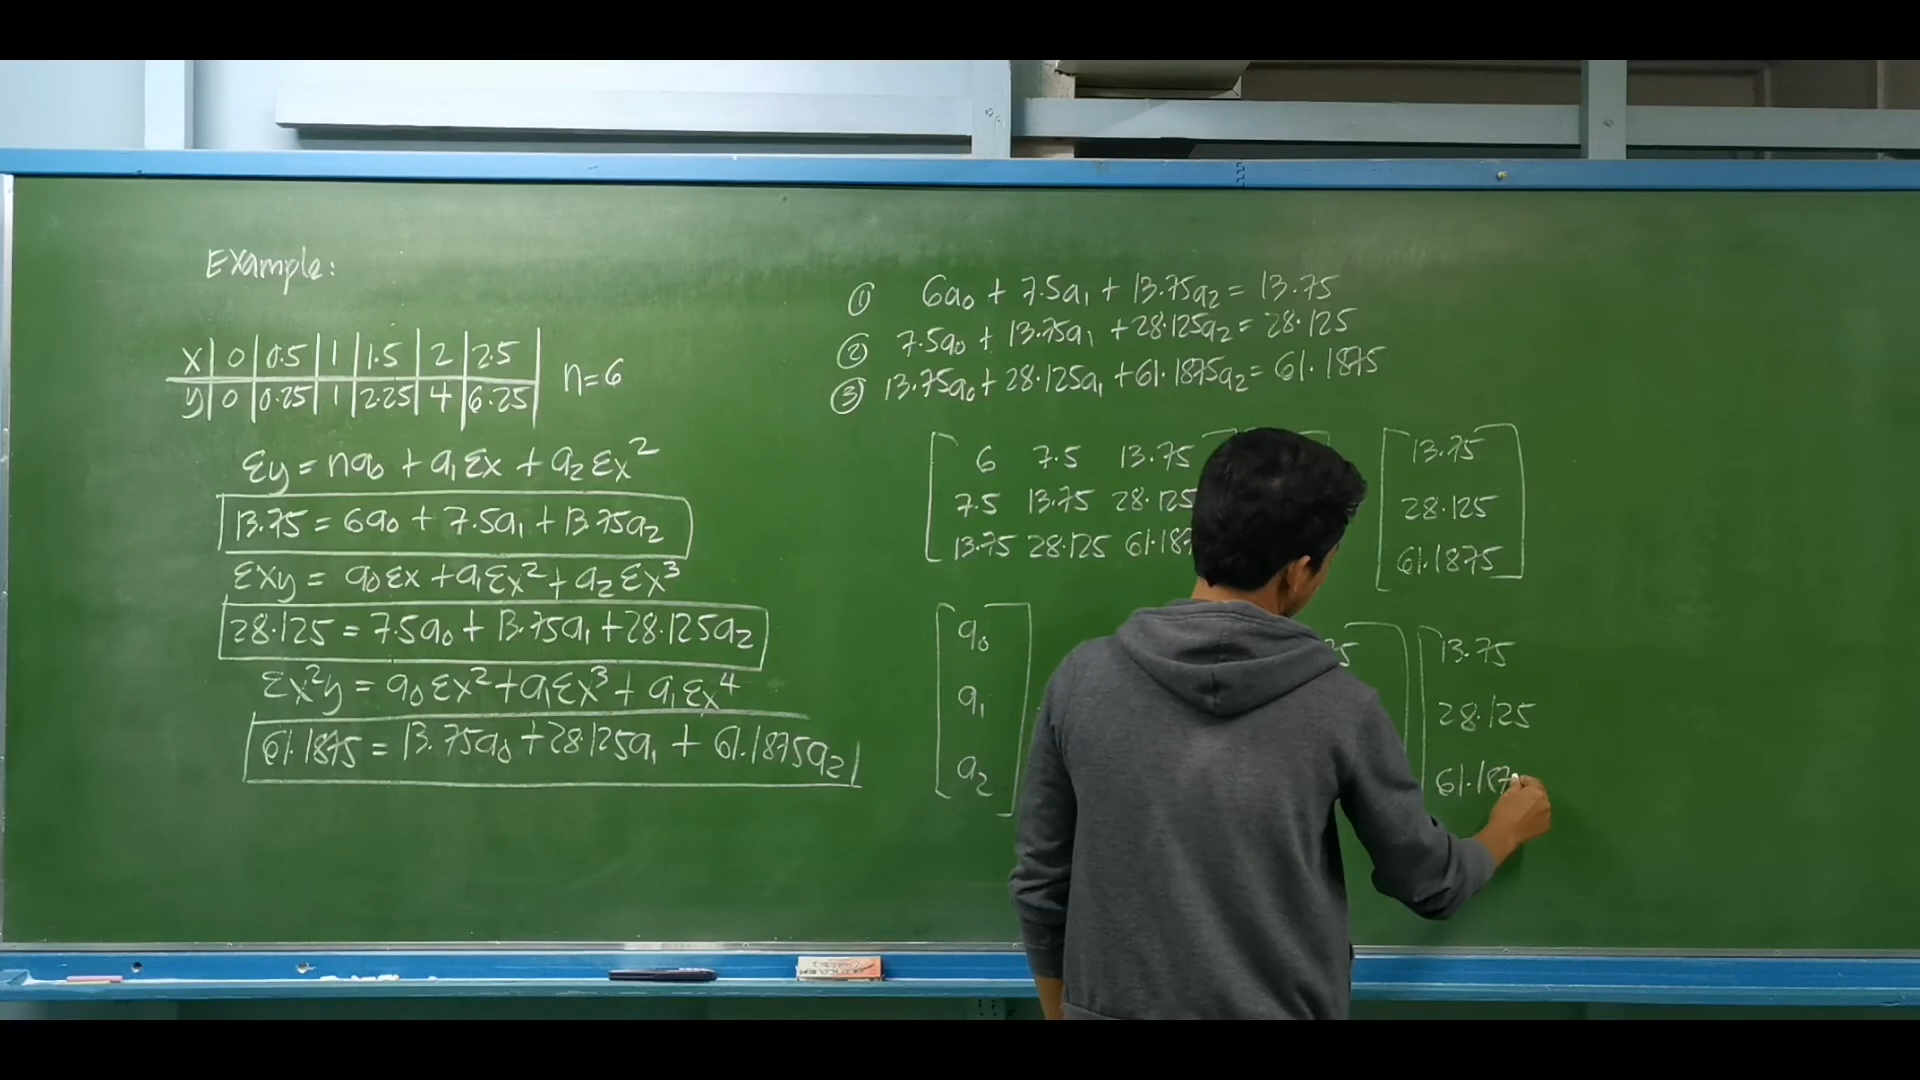 Example:
x | 0 | 0.5 | 1 | 1.5 | 2 | 2.5 |
y | 0 | 0.25 | 1 | 2.25 | 4 | 6.25 |
n=6
Σy = na₀ + a₁Σx + a₂Σx²
13.75 = 6a₀ + 7.5a₁ + 13.75a₂
Σxy = a₀Σx + a₁Σx² + a₂Σx³
28.125 = 7.5a₀ + 13.75a₁ + 28.125a₂
Σx²y = a₀Σx² + a₁Σx³ + a₁Σx⁴
61.1875 = 13.75a₀ + 28.125a₁ + 61.1875a₂
① 6a₀ + 7.5a₁ + 13.75a₂ = 13.75
② 7.5a₀ + 13.75a₁ + 28.125a₂ = 28.125
③ 13.75a₀ + 28.125a₁ + 61.1875a₂ = 61.1875
6 7.5 13.75 13.75
7.5 13.75 28.125 28.125
13.75 28.125 61.187 61.1875
a₀ 13.75
a₁ 28.125
a₂ 61.187